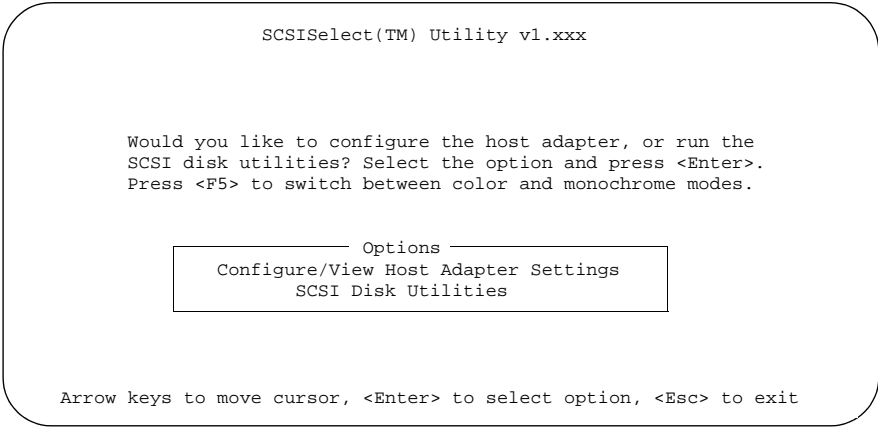 SCSISelect(TM) Utility v1.xxx
Would you like to configure the host adapter, or run the
SCSI disk utilities? Select the option and press <Enter>.
Press <F5> to switch between color and monochrome modes.
Options
Configure/View Host Adapter Settings
SCSI Disk Utilities
Arrow keys to move cursor, <Enter> to select option, <Esc> to exit